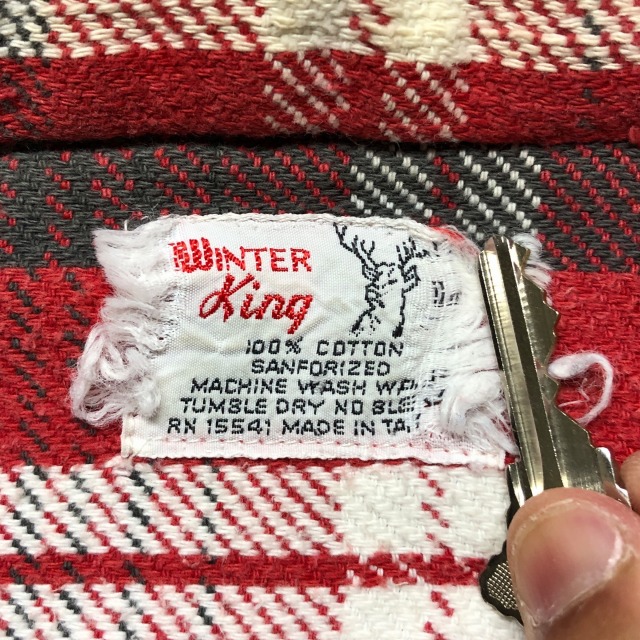 WINTER
King
100% COTTON
SANFORIZED
MACHINE WASH
TUMBLE DRY NO
RN 15541 MADE IN